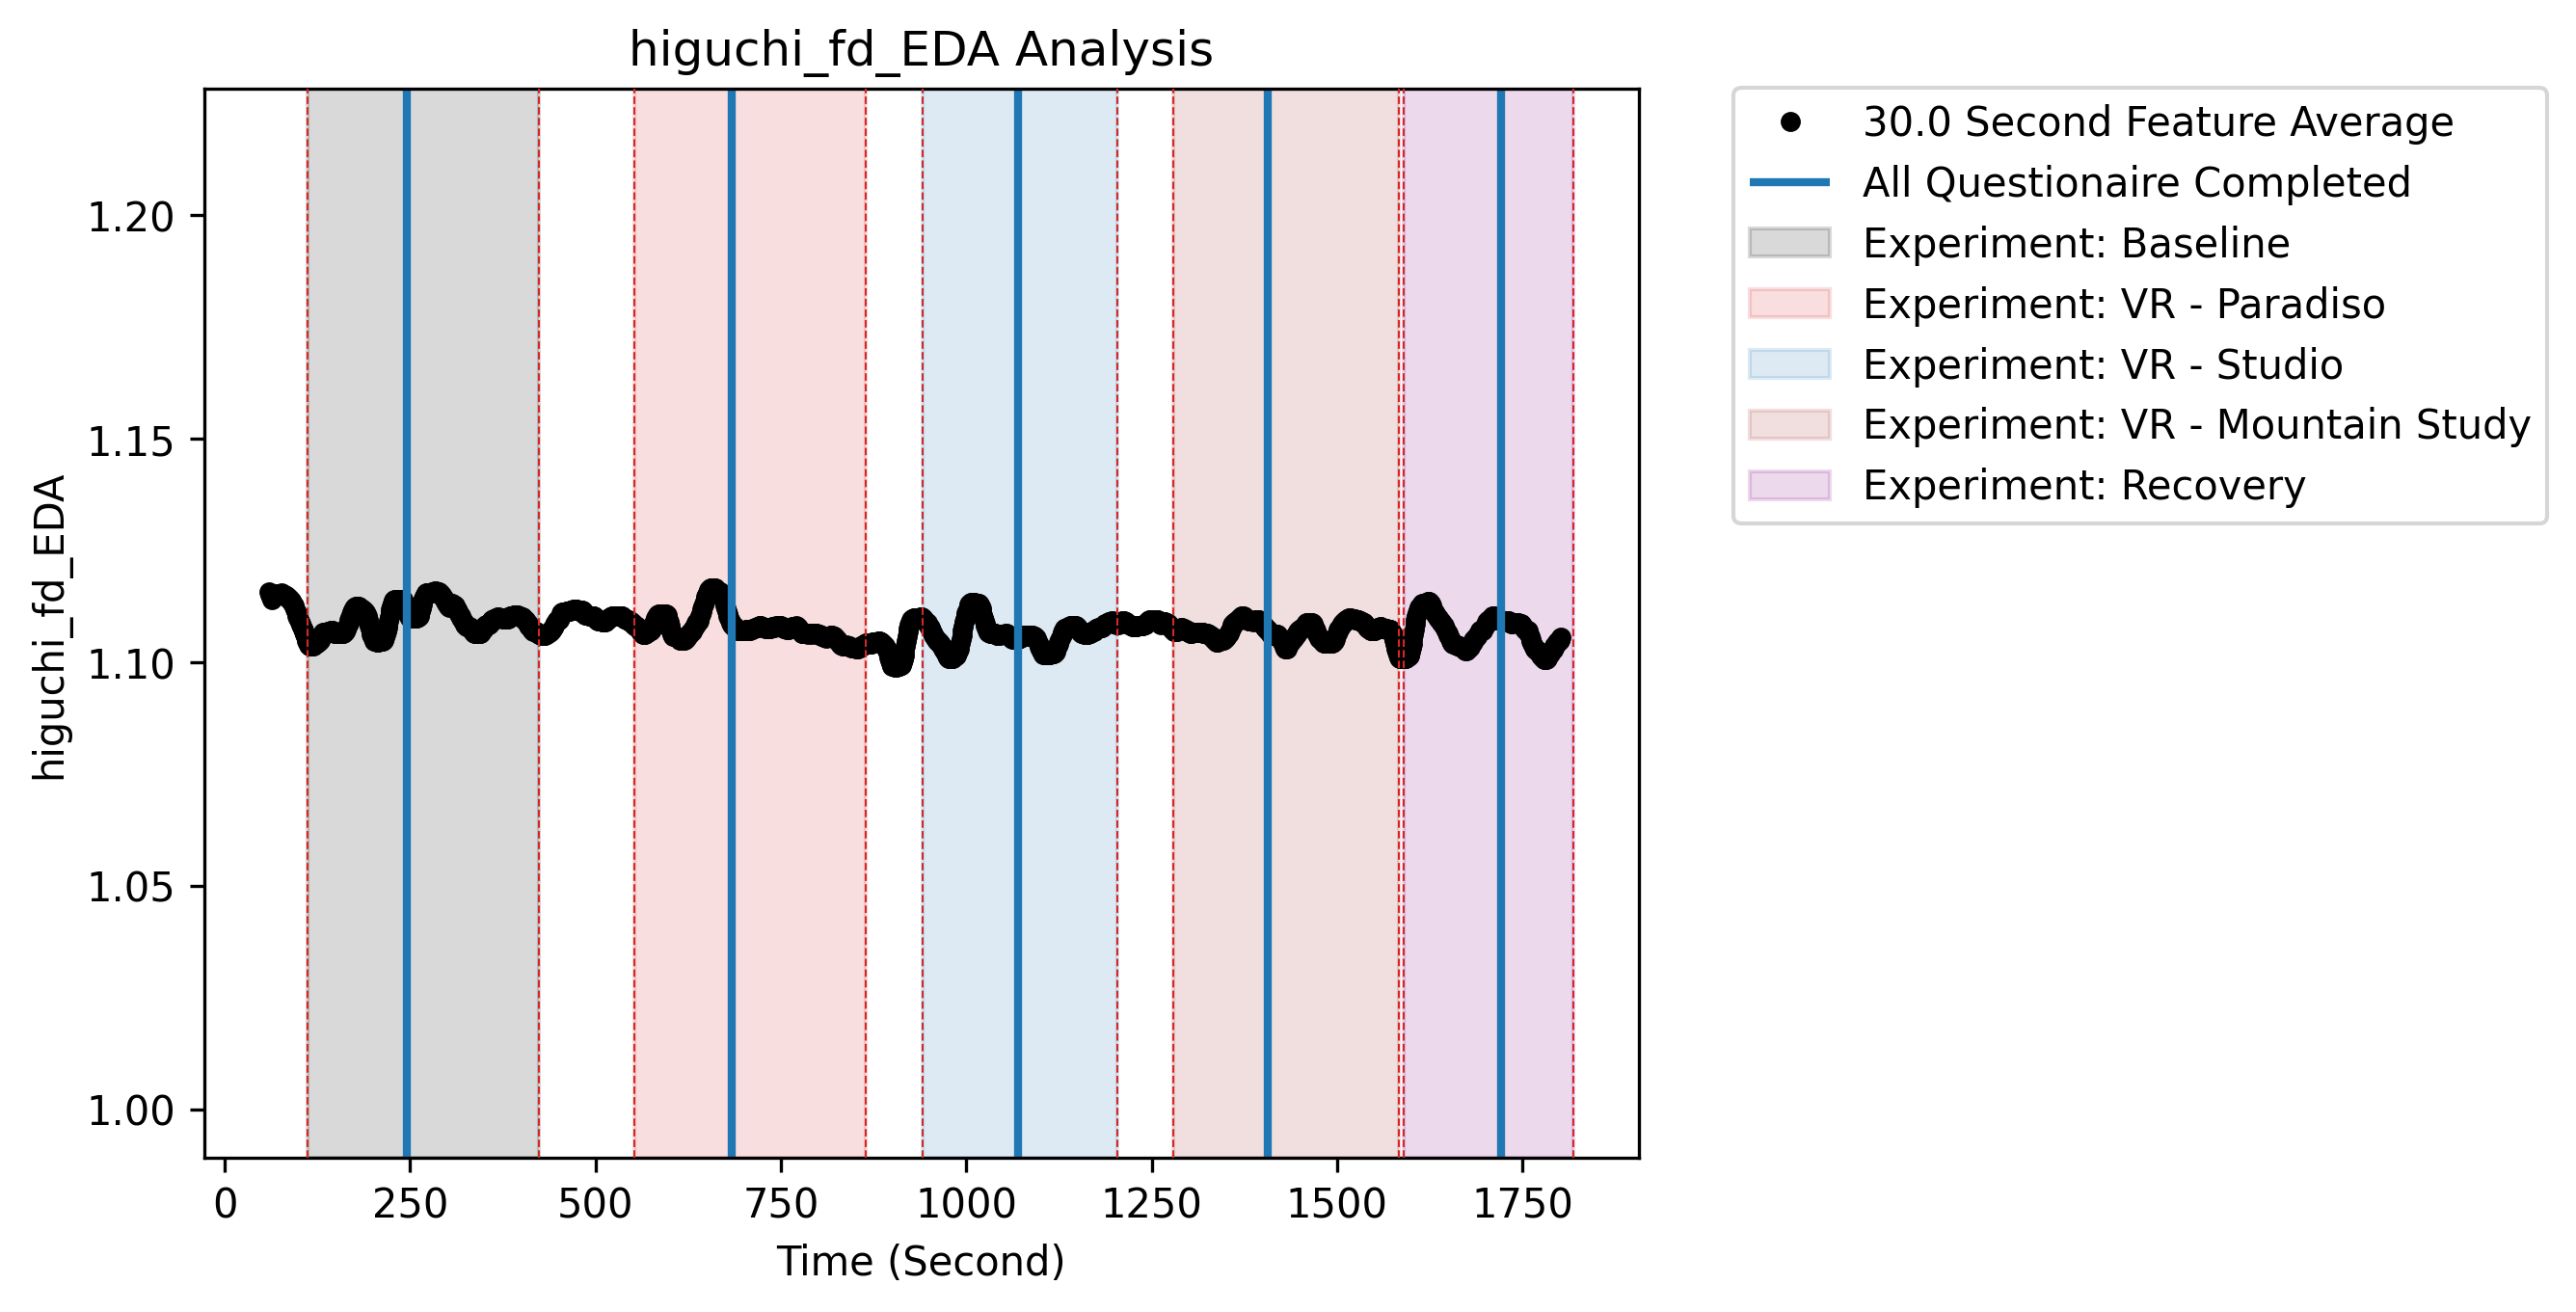 higuchi_fd_EDA Analysis
higuchi_fd_EDA
1.20
1.15
1.10
1.05
1.00
0
250
500
750
1000
1250
1500
1750
Time (Second)
30.0 Second Feature Average
All Questionaire Completed
Experiment: Baseline
Experiment: VR - Paradiso
Experiment: VR - Studio
Experiment: VR - Mountain Study
Experiment: Recovery